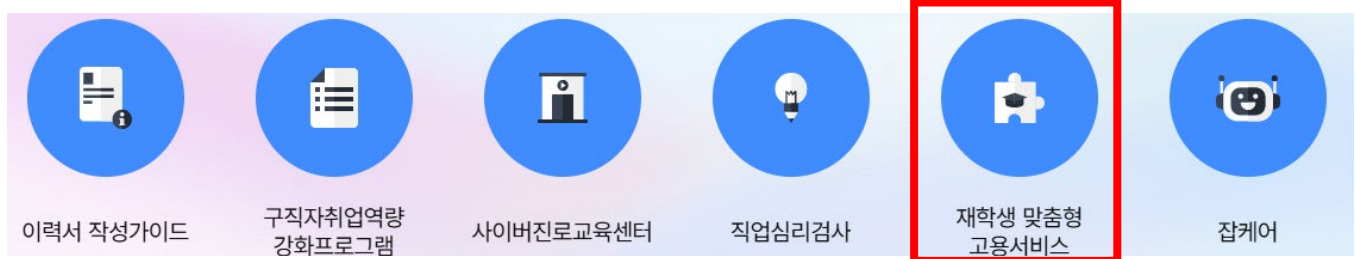 이력서 작성가이드
구직자취업역량
강화프로그램
사이버진로교육센터
직업심리검사
재학생 맞춤형
고용서비스
잡케어